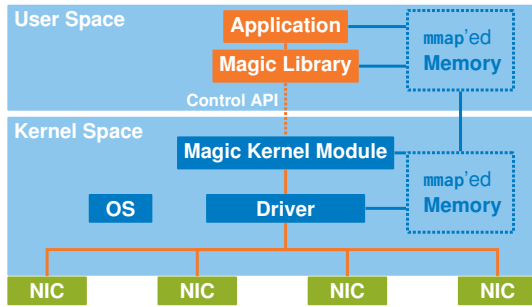 User Space
Application
Magic Library
mmap'ed
Memory
Control API
Kernel Space
Magic Kernel Module
mmap'ed
Memory
OS
Driver
NIC
NIC
NIC
NIC